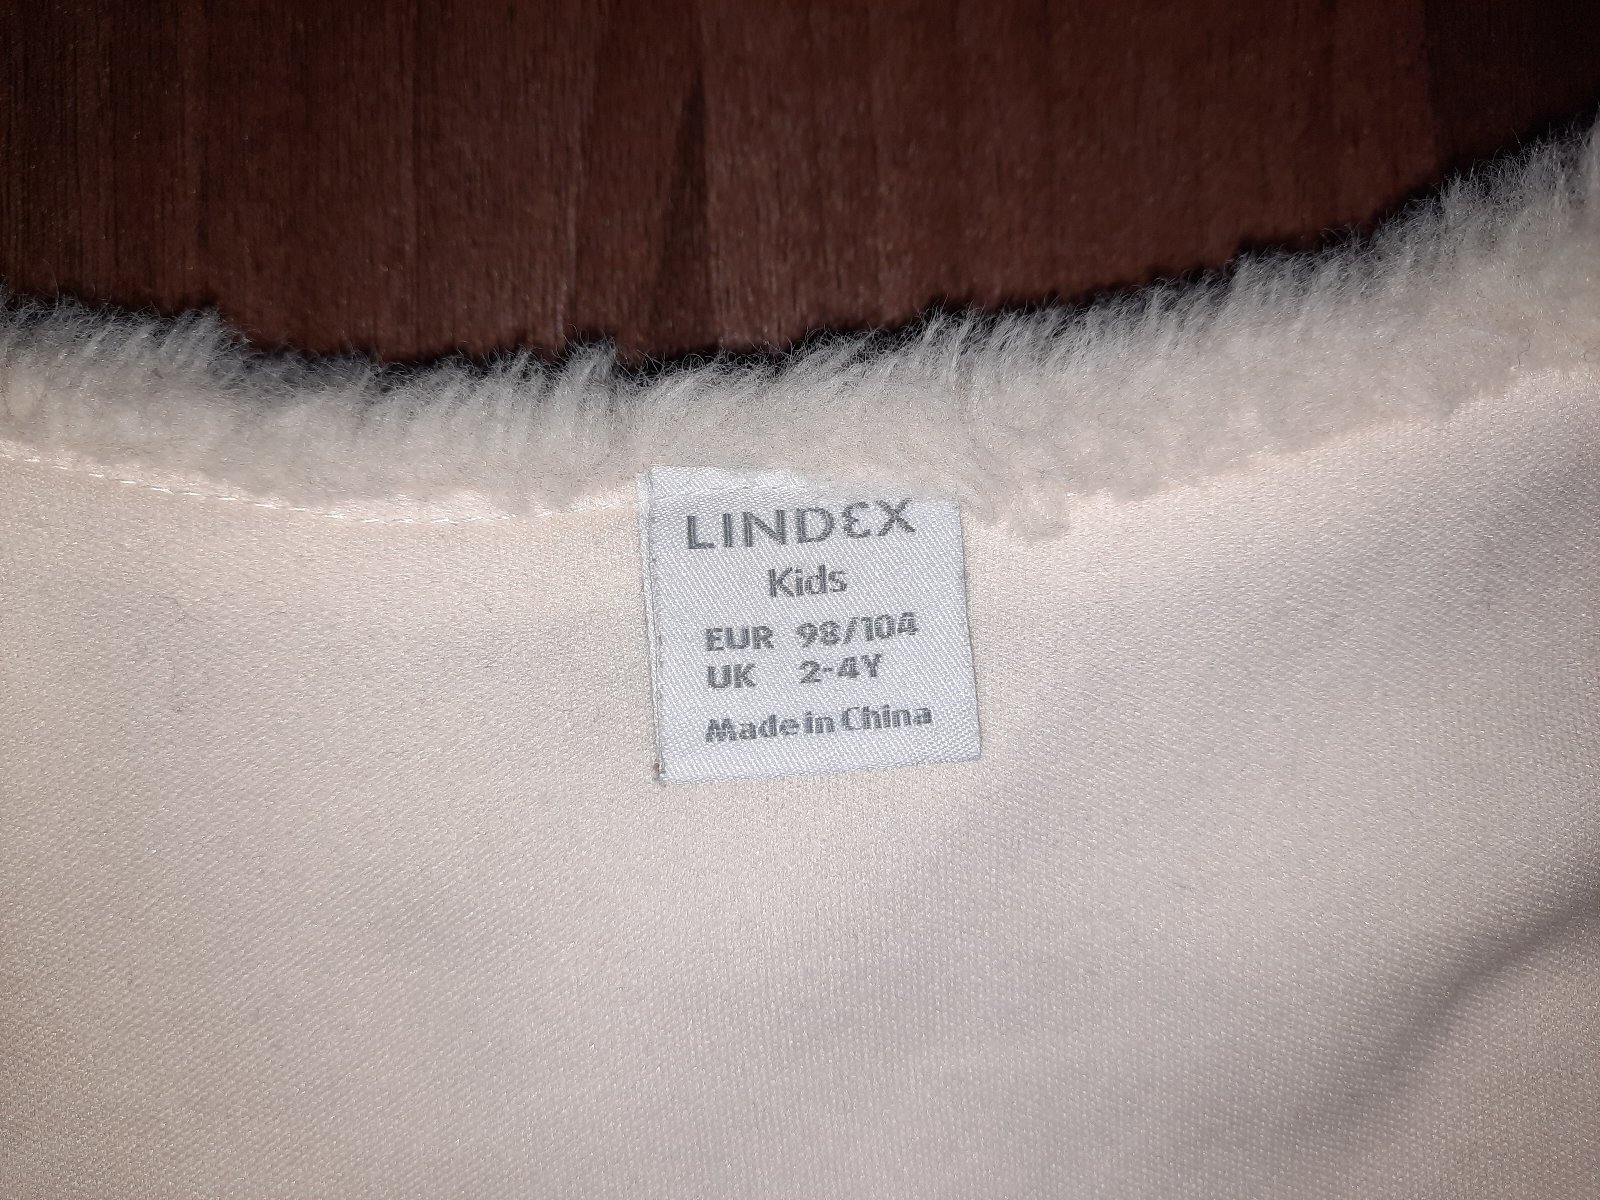 LINDEX
Kids
EUR 98/104
UK 2-4Y
Made in China